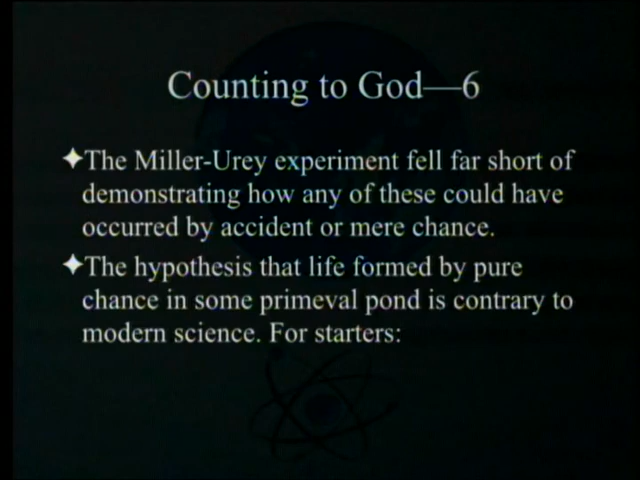 Counting to God—6
✦The Miller-Urey experiment fell far short of
demonstrating how any of these could have
occurred by accident or mere chance.
✦The hypothesis that life formed by pure
chance in some primeval pond is contrary to
modern science. For starters: